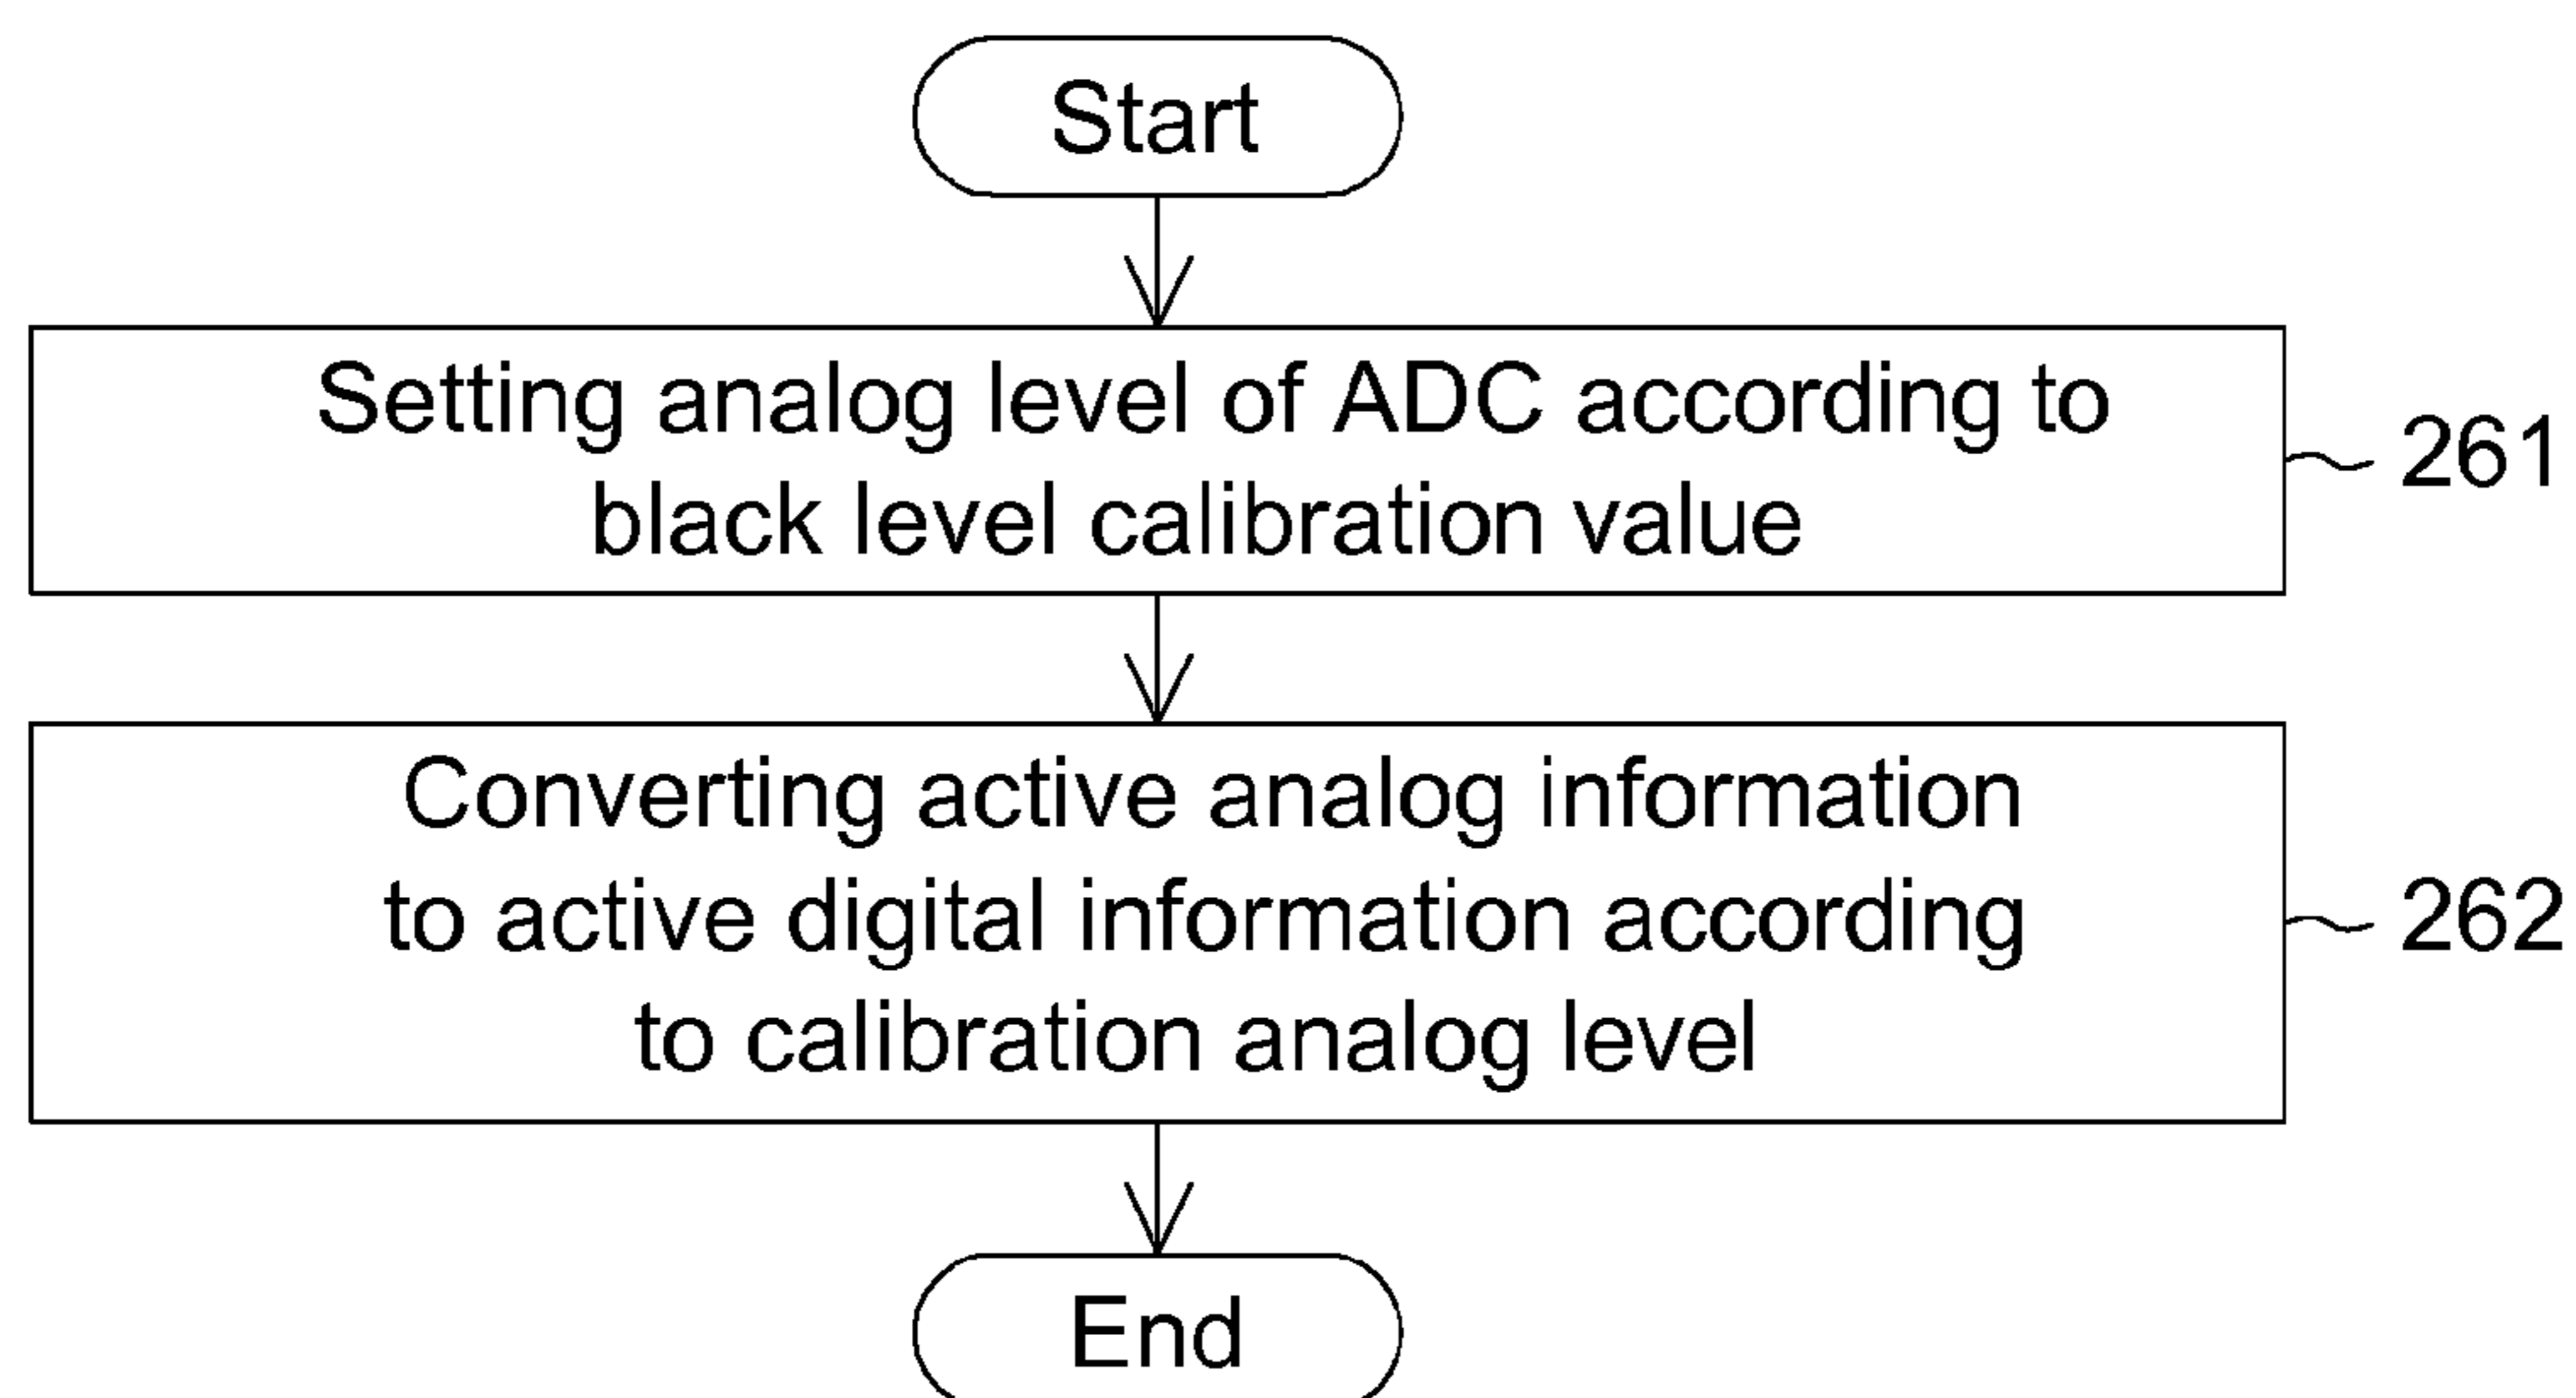 Start
Setting analog level of ADC according to
black level calibration value
261
Converting active analog information
to active digital information according
to calibration analog level
262
End